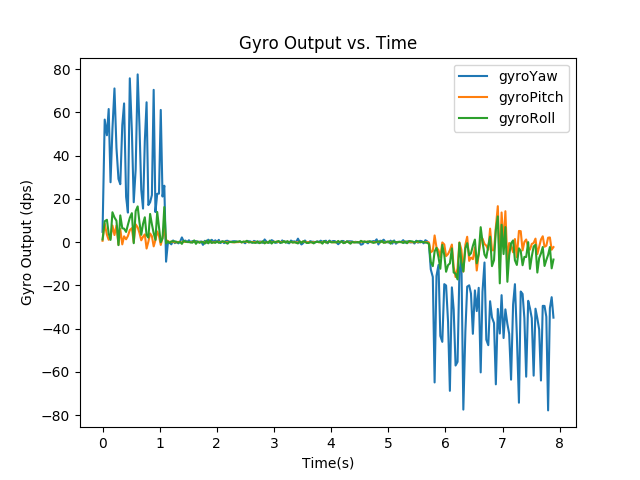 Gyro Output vs. Time
gyroYaw
gyroPitch
gyroRoll
Gyro Output (dps)
80
60
40
20
0
−20
−40
−60
−80
0 1 2 3 4 5 6 7 8
Time(s)